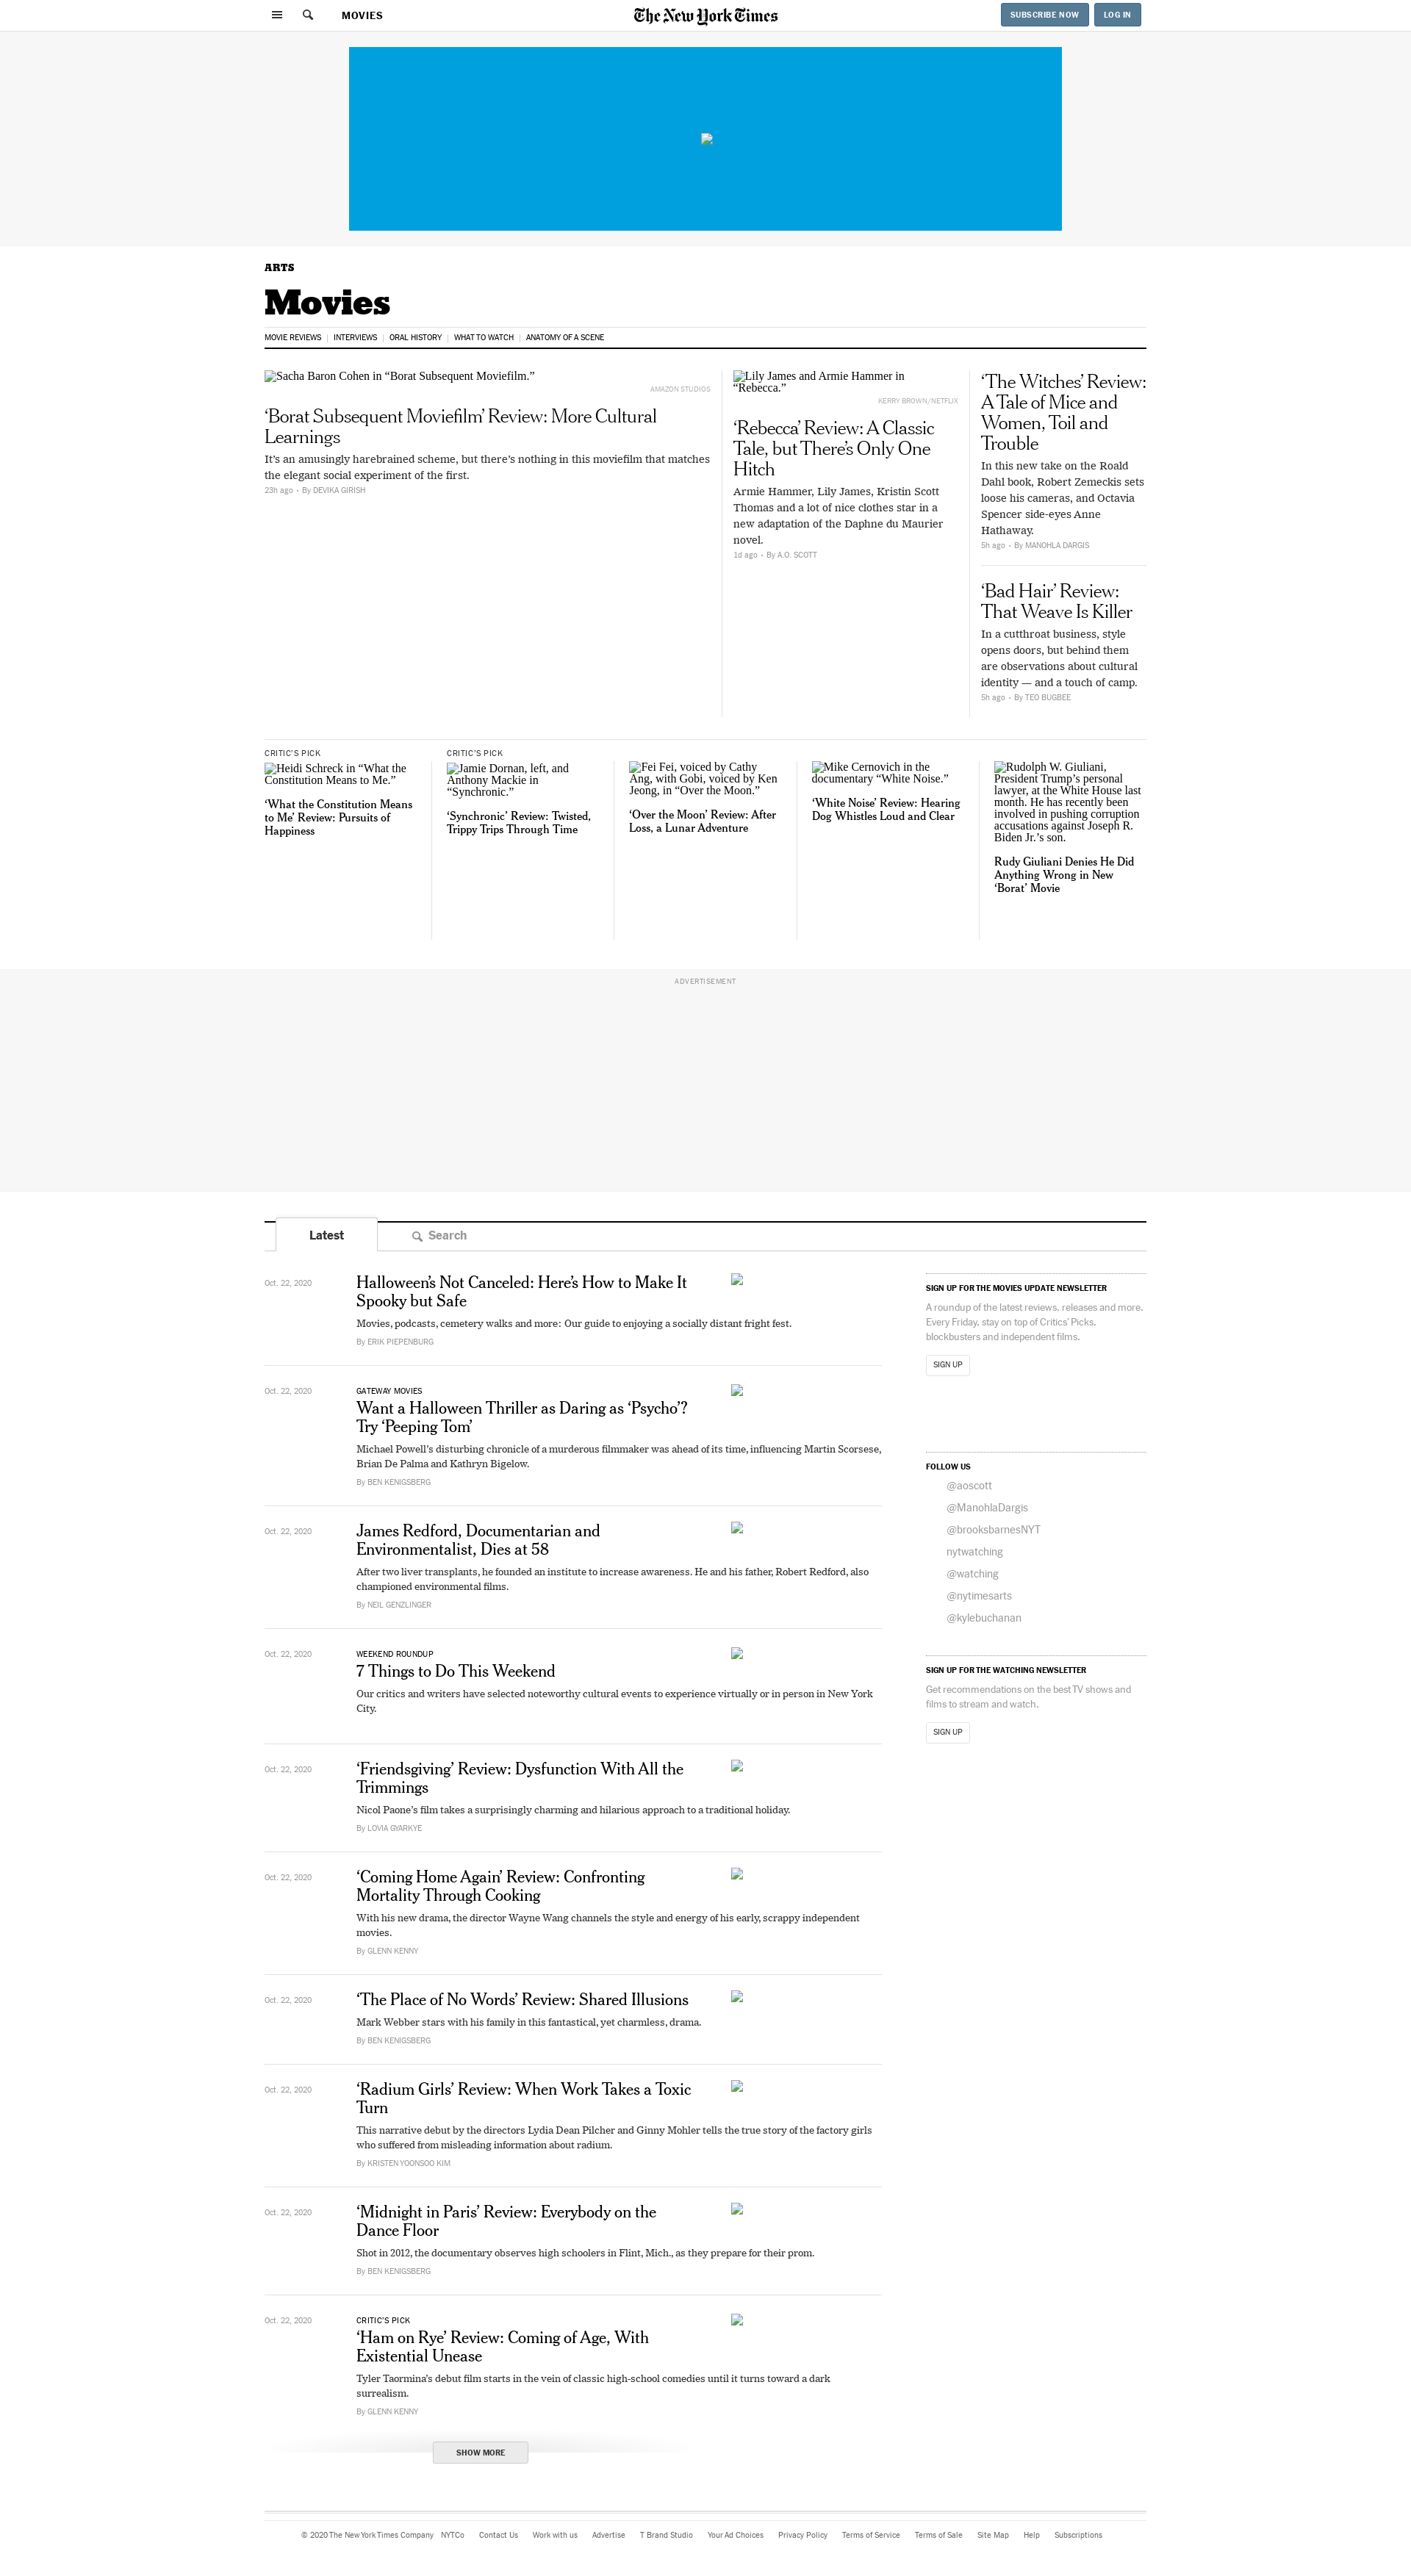 MOVIES
The New York Times
SUBSCRIBE NOW
LOG IN
ARTS
Movies
MOVIE REVIEWS | INTERVIEWS | ORAL HISTORY | WHAT TO WATCH | ANATOMY OF A SCENE
Sacha Baron Cohen in “Borat Subsequent Moviefilm.”
AMAZON STUDIOS
‘Borat Subsequent Moviefilm’ Review: More Cultural
Learnings
It’s an amusingly harebrained scheme, but there’s nothing in this moviefilm that matches
the elegant social experiment of the first.
23h ago • By DEVIKA GIRISH
Lily James and Armie Hammer in
“Rebecca.”
KERRY BROWN/NETFLIX
‘Rebecca’ Review: A Classic
Tale, but There’s Only One
Hitch
Armie Hammer, Lily James, Kristin Scott
Thomas and a lot of nice clothes star in a
new adaptation of the Daphne du Maurier
novel.
1d ago • By A.O. SCOTT
‘The Witches’ Review:
A Tale of Mice and
Women, Toil and
Trouble
In this new take on the Roald
Dahl book, Robert Zemeckis sets
loose his cameras, and Octavia
Spencer side-eyes Anne
Hathaway.
5h ago • By MANOHLA DARGIS
‘Bad Hair’ Review:
That Weave Is Killer
In a cutthroat business, style
opens doors, but behind them
are observations about cultural
identity — and a touch of camp.
5h ago • By TEO BUGBEE
CRITIC’S PICK
Heidi Schreck in “What the
Constitution Means to Me.”
‘What the Constitution Means
to Me’ Review: Pursuits of
Happiness
CRITIC’S PICK
Jamie Dornan, left, and
Anthony Mackie in
“Synchronic.”
‘Synchronic’ Review: Twisted,
Trippy Trips Through Time
Fei Fei, voiced by Cathy
Ang, with Gobi, voiced by Ken
Jeong, in “Over the Moon.”
‘Over the Moon’ Review: After
Loss, a Lunar Adventure
Mike Cernovich in the
documentary “White Noise.”
‘White Noise’ Review: Hearing
Dog Whistles Loud and Clear
Rudolph W. Giuliani,
President Trump’s personal
lawyer, at the White House last
month. He has recently been
involved in pushing corruption
accusations against Joseph R.
Biden Jr.’s son.
Rudy Giuliani Denies He Did
Anything Wrong in New
‘Borat’ Movie
ADVERTISEMENT
Latest
Search
Oct. 22, 2020
Halloween’s Not Canceled: Here’s How to Make It
Spooky but Safe
Movies, podcasts, cemetery walks and more: Our guide to enjoying a socially distant fright fest.
By ERIK PIEPENBURG
Oct. 22, 2020
GATEWAY MOVIES
Want a Halloween Thriller as Daring as ‘Psycho’?
Try ‘Peeping Tom’
Michael Powell’s disturbing chronicle of a murderous filmmaker was ahead of its time, influencing Martin Scorsese,
Brian De Palma and Kathryn Bigelow.
By BEN KENIGSBERG
Oct. 22, 2020
James Redford, Documentarian and
Environmentalist, Dies at 58
After two liver transplants, he founded an institute to increase awareness. He and his father, Robert Redford, also
championed environmental films.
By NEIL GENZLINGER
Oct. 22, 2020
WEEKEND ROUNDUP
7 Things to Do This Weekend
Our critics and writers have selected noteworthy cultural events to experience virtually or in person in New York
City.
Oct. 22, 2020
‘Friendsgiving’ Review: Dysfunction With All the
Trimmings
Nicol Paone’s film takes a surprisingly charming and hilarious approach to a traditional holiday.
By LOVIA GYARKYE
Oct. 22, 2020
‘Coming Home Again’ Review: Confronting
Mortality Through Cooking
With his new drama, the director Wayne Wang channels the style and energy of his early, scrappy independent
movies.
By GLENN KENNY
Oct. 22, 2020
‘The Place of No Words’ Review: Shared Illusions
Mark Webber stars with his family in this fantastical, yet charmless, drama.
By BEN KENIGSBERG
Oct. 22, 2020
‘Radium Girls’ Review: When Work Takes a Toxic
Turn
This narrative debut by the directors Lydia Dean Pilcher and Ginny Mohler tells the true story of the factory girls
who suffered from misleading information about radium.
By KRISTEN YOONSOO KIM
Oct. 22, 2020
‘Midnight in Paris’ Review: Everybody on the
Dance Floor
Shot in 2012, the documentary observes high schoolers in Flint, Mich., as they prepare for their prom.
By BEN KENIGSBERG
Oct. 22, 2020
CRITIC’S PICK
‘Ham on Rye’ Review: Coming of Age, With
Existential Unease
Tyler Taormina’s debut film starts in the vein of classic high-school comedies until it turns toward a dark
surrealism.
By GLENN KENNY
SHOW MORE
SIGN UP FOR THE MOVIES UPDATE NEWSLETTER
A roundup of the latest reviews, releases and more.
Every Friday, stay on top of Critics’ Picks,
blockbusters and independent films.
SIGN UP
FOLLOW US
@aoscott
@ManohlaDargis
@brooksbarnesNYT
nytwatching
@watching
@nytimesarts
@kylebuchanan
SIGN UP FOR THE WATCHING NEWSLETTER
Get recommendations on the best TV shows and
films to stream and watch.
SIGN UP
© 2020 The New York Times Company NYTCo Contact Us Work with us Advertise T Brand Studio Your Ad Choices Privacy Policy Terms of Service Terms of Sale Site Map Help Subscriptions